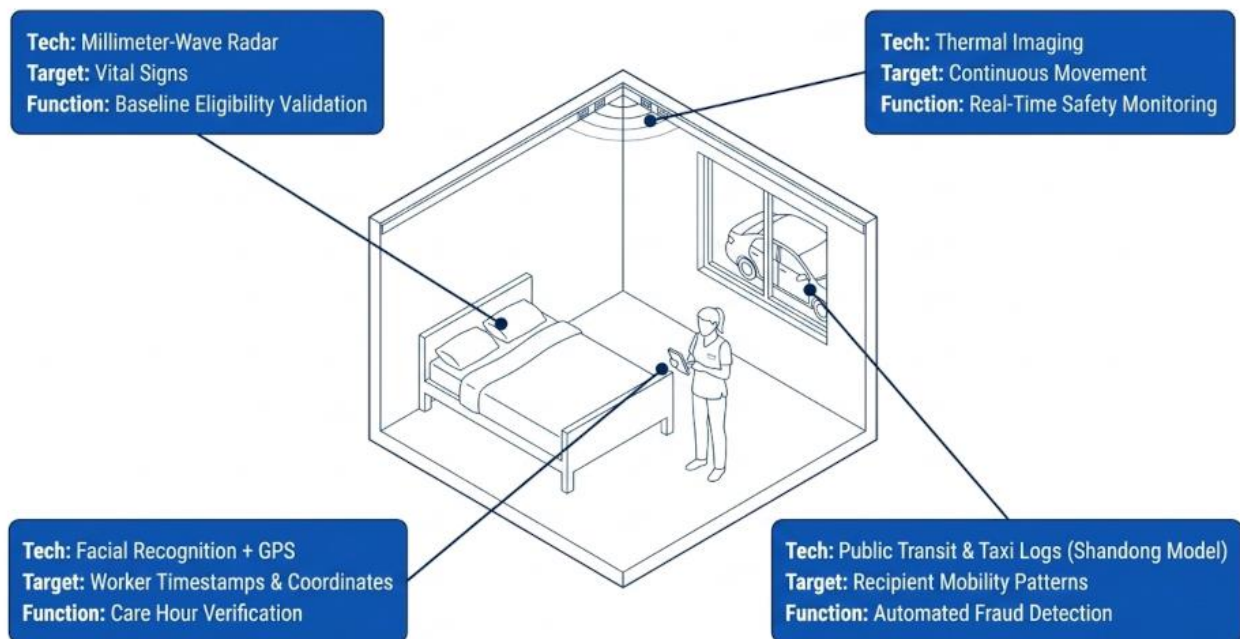 Tech: Millimeter-Wave Radar
Target: Vital Signs
Function: Baseline Eligibility Validation
Tech: Thermal Imaging
Target: Continuous Movement
Function: Real-Time Safety Monitoring
Tech: Facial Recognition + GPS
Target: Worker Timestamps & Coordinates
Function: Care Hour Verification
Tech: Public Transit & Taxi Logs (Shandong Model)
Target: Recipient Mobility Patterns
Function: Automated Fraud Detection